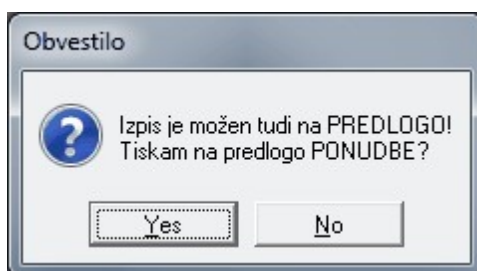 Obvestilo
Izpis je možen tudi na PREDLOGO!
Tiskam na predlogo PONUDBE?
Yes
No